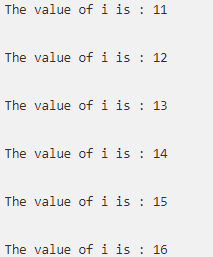 The value of i is : 11
The value of i is : 12
The value of i is : 13
The value of i is : 14
The value of i is : 15
The value of i is : 16